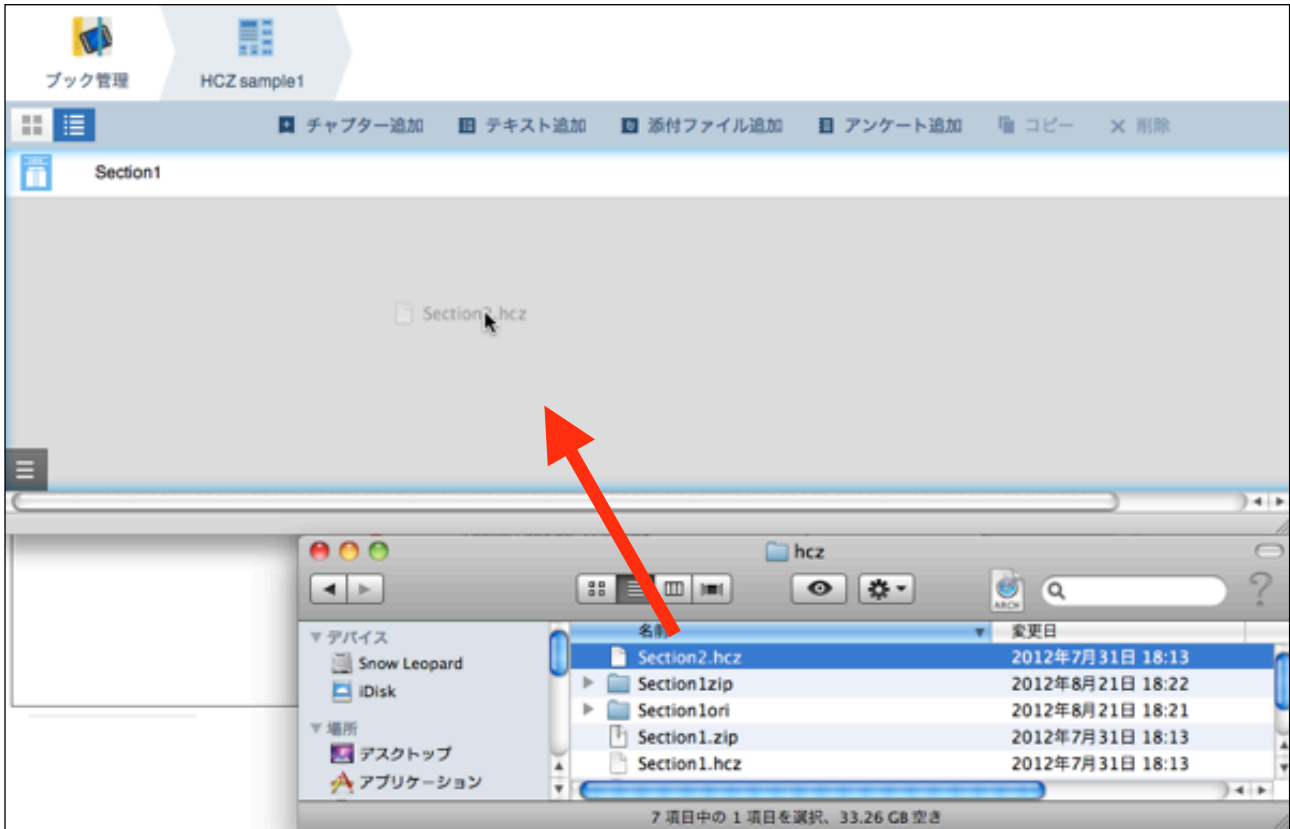 ブック管理
HCZ sample1
チャプター追加 テキスト追加 添付ファイル追加 アンケート追加 コピー 削除
Section1
Section2.hcz
hcz
ARCH
デバイス
Snow Leopard
iDisk
場所
デスクトップ
アプリケーション
変更日
Section2.hcz 2012年7月31日 18:13
Section1zip 2012年8月21日 18:22
Section1ori 2012年8月21日 18:21
Section1.zip 2012年7月31日 18:13
Section1.hcz 2012年7月31日 18:13
7 項目中の 1 項目を選択、33.26 GB 空き